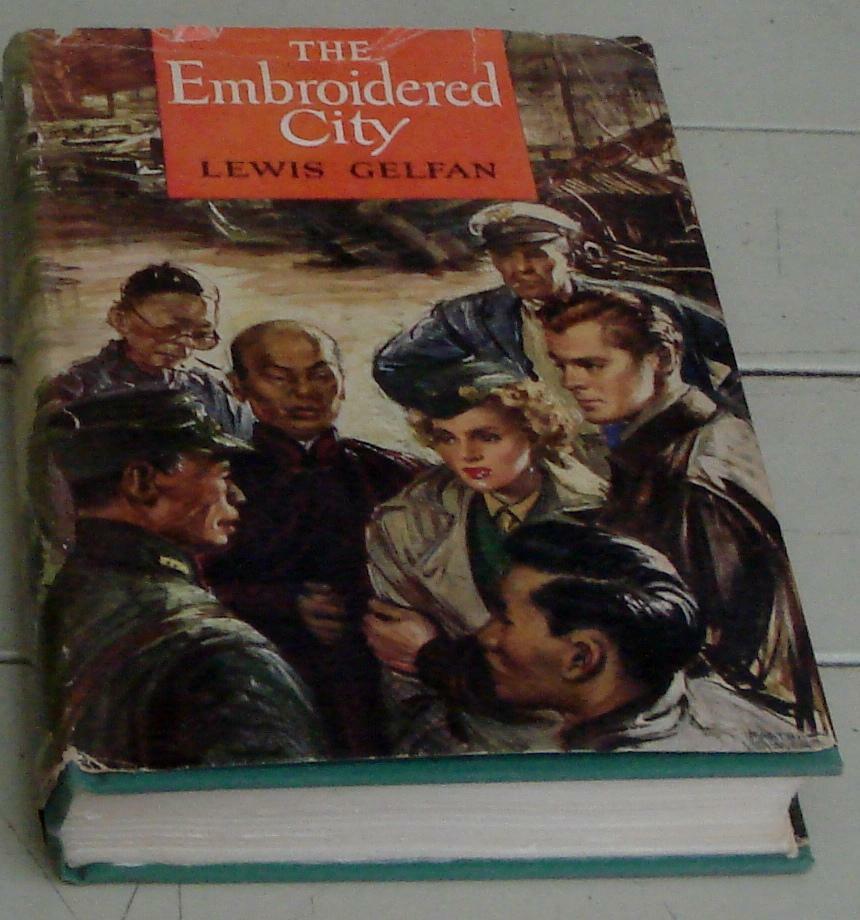 THE
Embroidered
City
LEWIS GELFAN